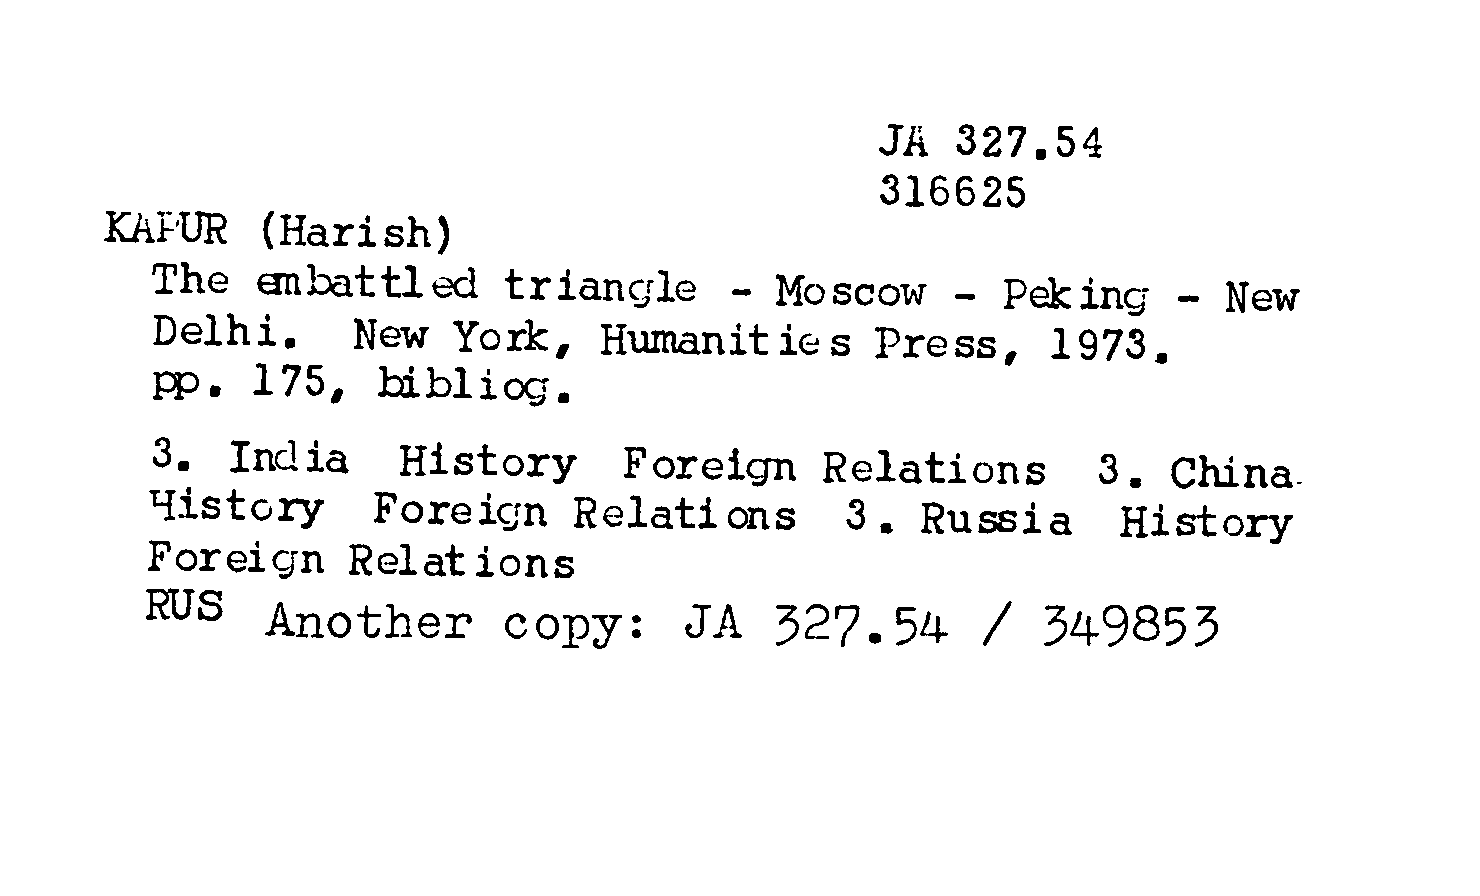 JA 327.54
316625
KAPUR (Harish)
The embattled triangle - Moscow - Peking - New
Delhi. New York, Humanities Press, 1973.
pp. 175, bibliog.
3. India History Foreign Relations 3. China
History Foreign Relations 3. Russia History
Foreign Relations
RUS Another copy: JA 327.54 / 349853